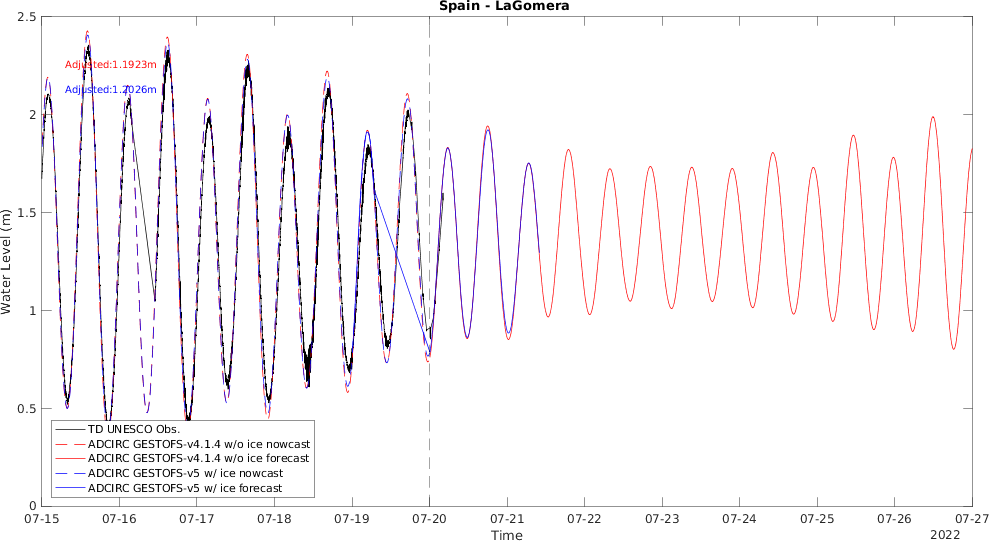 Spain - LaGomera
2.5
2
1.5
1
0.5
0
Water Level (m)
Adjusted:1.1923m
Adjusted:1.2026m
TD UNESCO Obs.
ADCIRC GESTOFS-v4.1.4 w/o ice nowcast
ADCIRC GESTOFS-v4.1.4 w/o ice forecast
ADCIRC GESTOFS-v5 w/ ice nowcast
ADCIRC GESTOFS-v5 w/ ice forecast
07-15 07-16 07-17 07-18 07-19 07-20 07-21 07-22 07-23 07-24 07-25 07-26 07-27
Time
2022